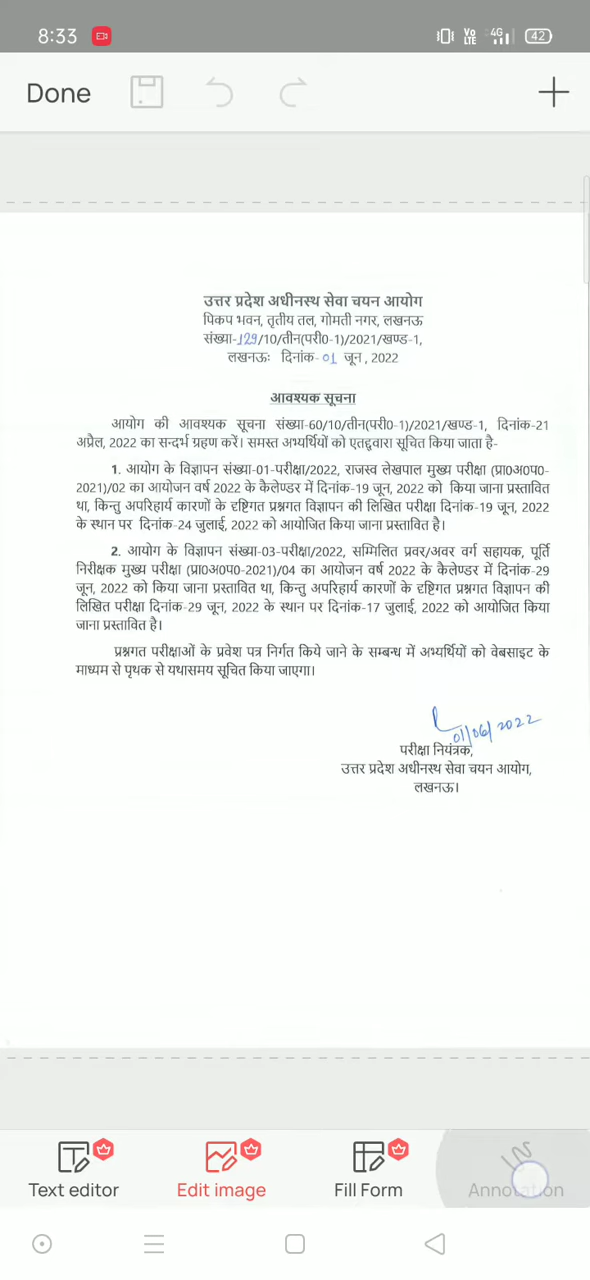 8:33
Vo LTE 4G 42
Done
उत्तर प्रदेश अधीनस्थ सेवा चयन आयोग
पिकप भवन, तृतीय तल, गोमती नगर, लखनऊ
संख्या-129/10/तीन(परी0-1)/2021/खण्ड-1,
लखनऊः दिनांक- 01 जून, 2022
आवश्यक सूचना
आयोग की आवश्यक सूचना संख्या-60/10/तीन(परी0-1)/2021/खण्ड-1, दिनांक-21
अप्रैल, 2022 का सन्दर्भ ग्रहण करें। समस्त अभ्यर्थियों को एतद्द्वारा सूचित किया जाता है-
1. आयोग के विज्ञापन संख्या-01-परीक्षा/2022, राजस्व लेखपाल मुख्य परीक्षा (प्रा0अ0प0-
2021)/02 का आयोजन वर्ष 2022 के कैलेण्डर में दिनांक-19 जून, 2022 को किया जाना प्रस्तावित
था, किन्तु अपरिहार्य कारणों के दृष्टिगत प्रश्नगत विज्ञापन की लिखित परीक्षा दिनांक-19 जून, 2022
के स्थान पर दिनांक-24 जुलाई, 2022 को आयोजित किया जाना प्रस्तावित है।
2. आयोग के विज्ञापन संख्या-03-परीक्षा/2022, सम्मिलित प्रवर/अवर वर्ग सहायक, पूर्ति
निरीक्षक मुख्य परीक्षा (प्रा0अ0प0-2021)/04 का आयोजन वर्ष 2022 के कैलेण्डर में दिनांक-29
जून, 2022 को किया जाना प्रस्तावित था, किन्तु अपरिहार्य कारणों के दृष्टिगत प्रश्नगत विज्ञापन की
लिखित परीक्षा दिनांक-29 जून, 2022 के स्थान पर दिनांक-17 जुलाई, 2022 को आयोजित किया
जाना प्रस्तावित है।
प्रश्नगत परीक्षाओं के प्रवेश पत्र निर्गत किये जाने के सम्बन्ध में अभ्यर्थियों को वेबसाइट के
माध्यम से पृथक से यथासमय सूचित किया जाएगा।
01/06/2022
परीक्षा नियंत्रक,
उत्तर प्रदेश अधीनस्थ सेवा चयन आयोग,
लखनऊ।
Text editor Edit image Fill Form Annotation